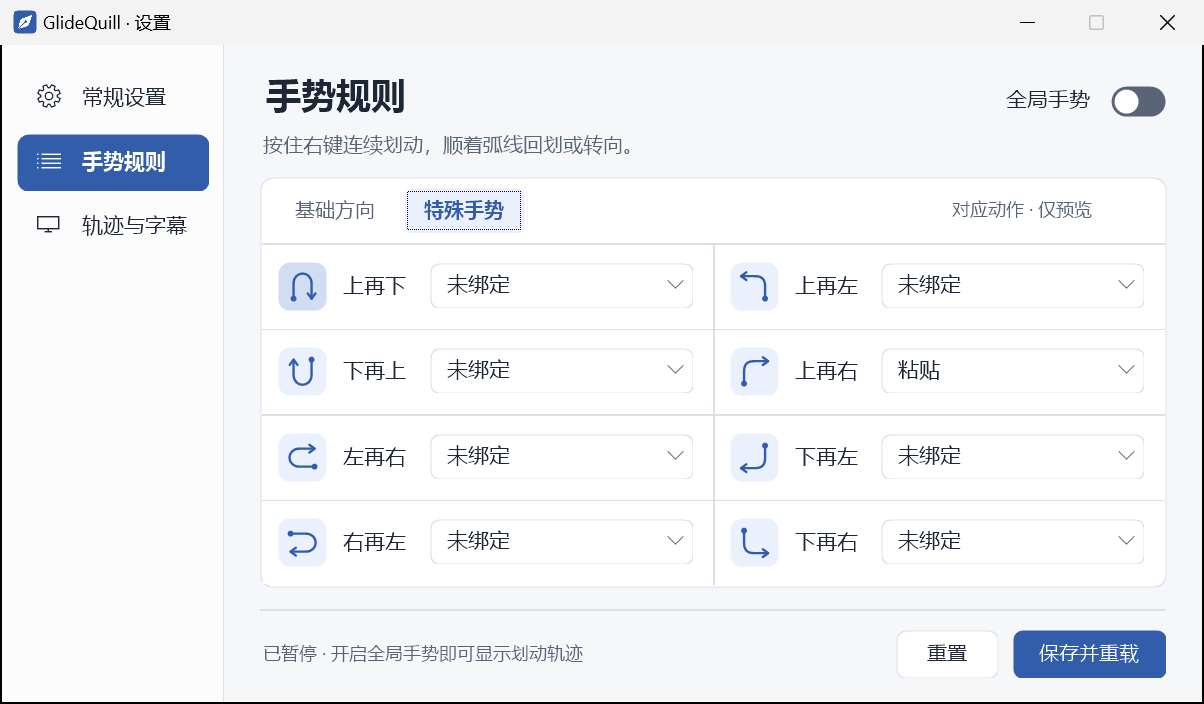 GlideQuill · 设置
常规设置
手势规则
轨迹与字幕
手势规则
全局手势
按住右键连续划动，顺着弧线回划或转向。
基础方向 特殊手势 对应动作 · 仅预览
上再下 未绑定 上再左 未绑定
下再上 未绑定 上再右 粘贴
左再右 未绑定 下再左 未绑定
右再左 未绑定 下再右 未绑定
已暂停 · 开启全局手势即可显示划动轨迹 重置 保存并重载